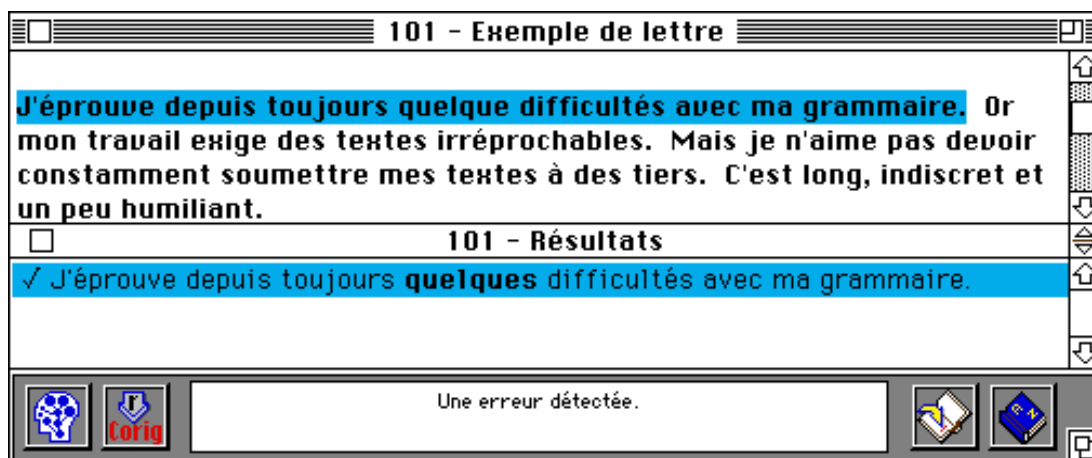 101 - Exemple de lettre
J'éprouve depuis toujours quelque difficultés avec ma grammaire. Or
mon travail exige des textes irréprochables. Mais je n'aime pas devoir
constamment soumettre mes textes à des tiers. C'est long, indiscret et
un peu humiliant.
101 - Résultats
✓ J'éprouve depuis toujours quelques difficultés avec ma grammaire.
r
Corig
Une erreur détectée.
A Z